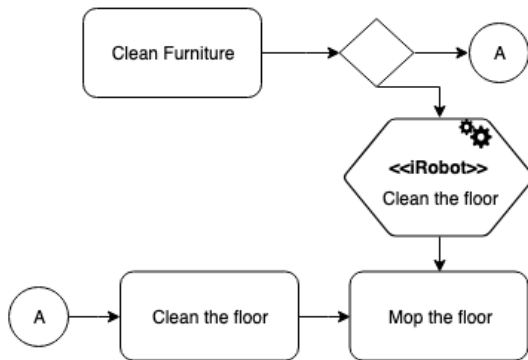 Clean Furniture
A
<<iRobot>>
Clean the floor
A
Clean the floor
Mop the floor